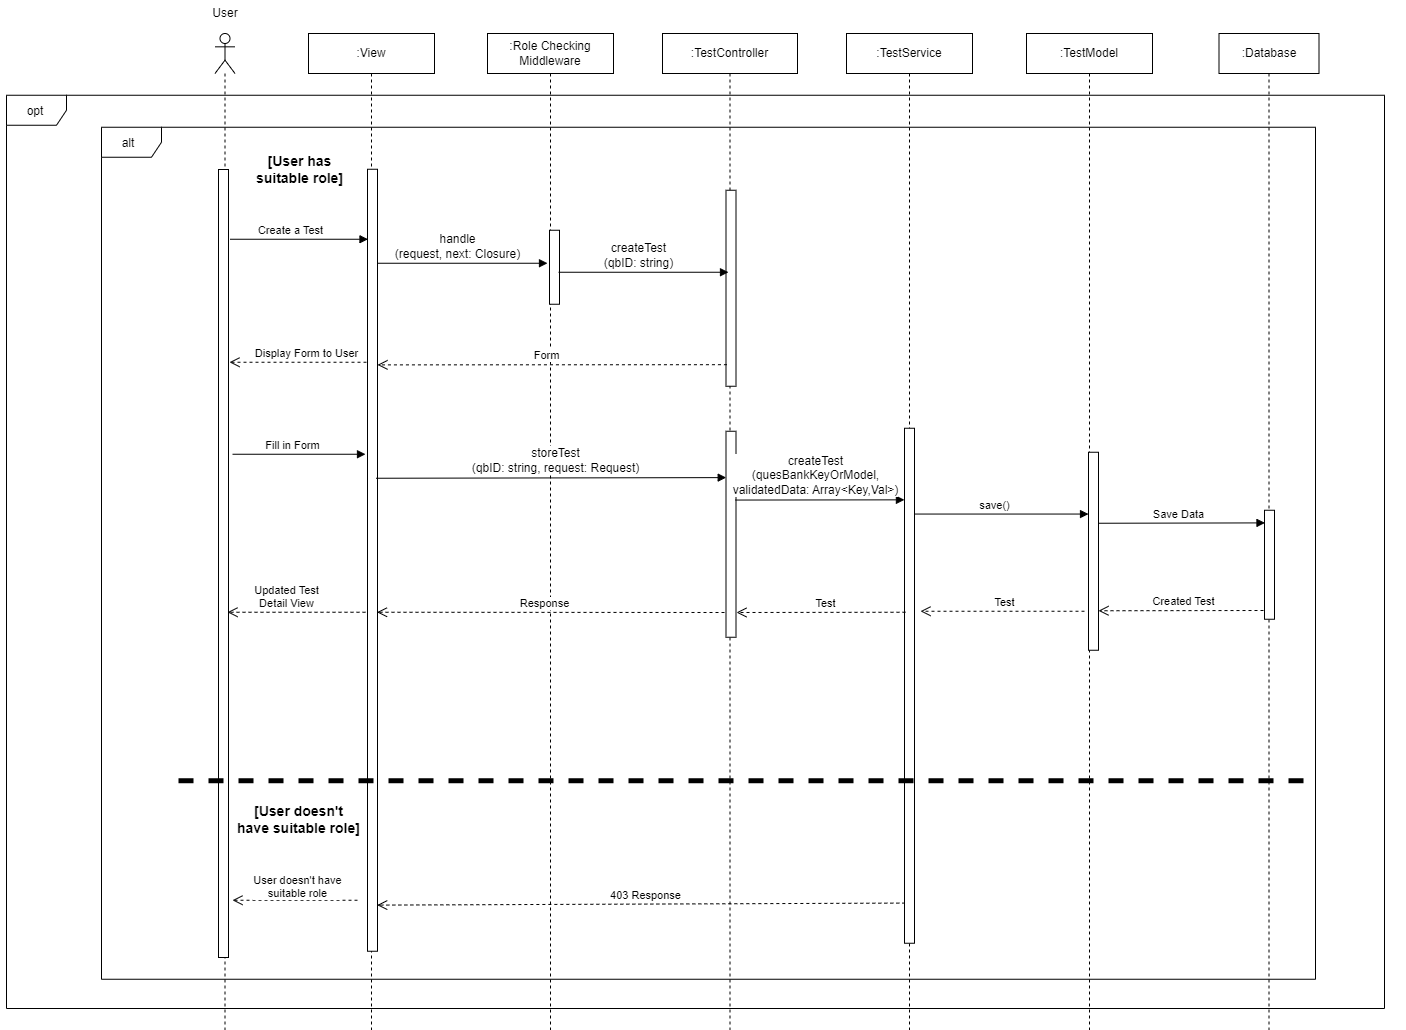 User
:View
:Role Checking
Middleware
:TestController
:TestService
:TestModel
:Database
opt
alt
[User has
suitable role]
Create a Test
handle
(request, next: Closure)
createTest
(qbID: string)
Display Form to User
Form
Fill in Form
storeTest
(qbID: string, request: Request)
createTest
(quesBankKeyOrModel,
validatedData: Array<Key,Val>)
save()
Save Data
Updated Test
Detail View
Response
Test
Test
Created Test
[User doesn't
have suitable role]
User doesn't have
suitable role
403 Response